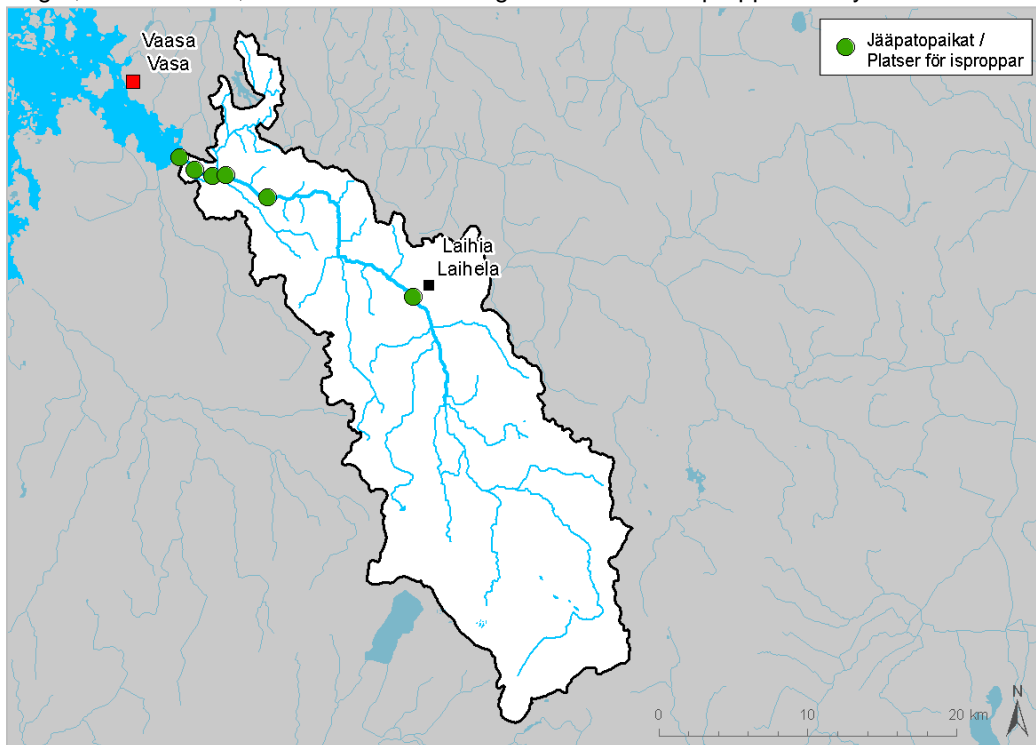 Vaasa
Vasa
Jääpatopaikat /
Platser för isproppar
Laihia
Laihela
N
0 10 20 km